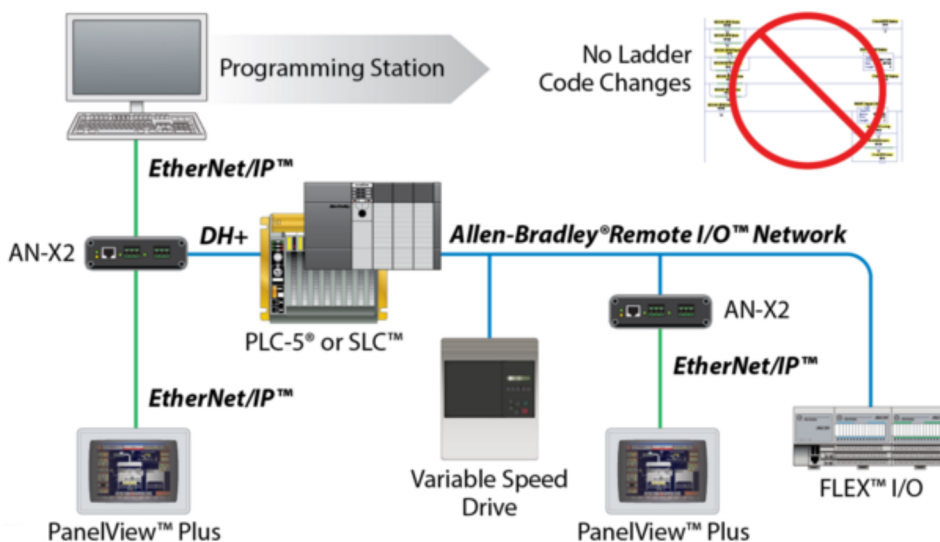 Programming Station
No Ladder
Code Changes
EtherNet/IP™
AN-X2
DH+
Allen-Bradley®Remote I/O™ Network
PLC-5® or SLC™
AN-X2
EtherNet/IP™
EtherNet/IP™
Variable Speed
Drive
FLEX™ I/O
PanelView™ Plus
PanelView™ Plus